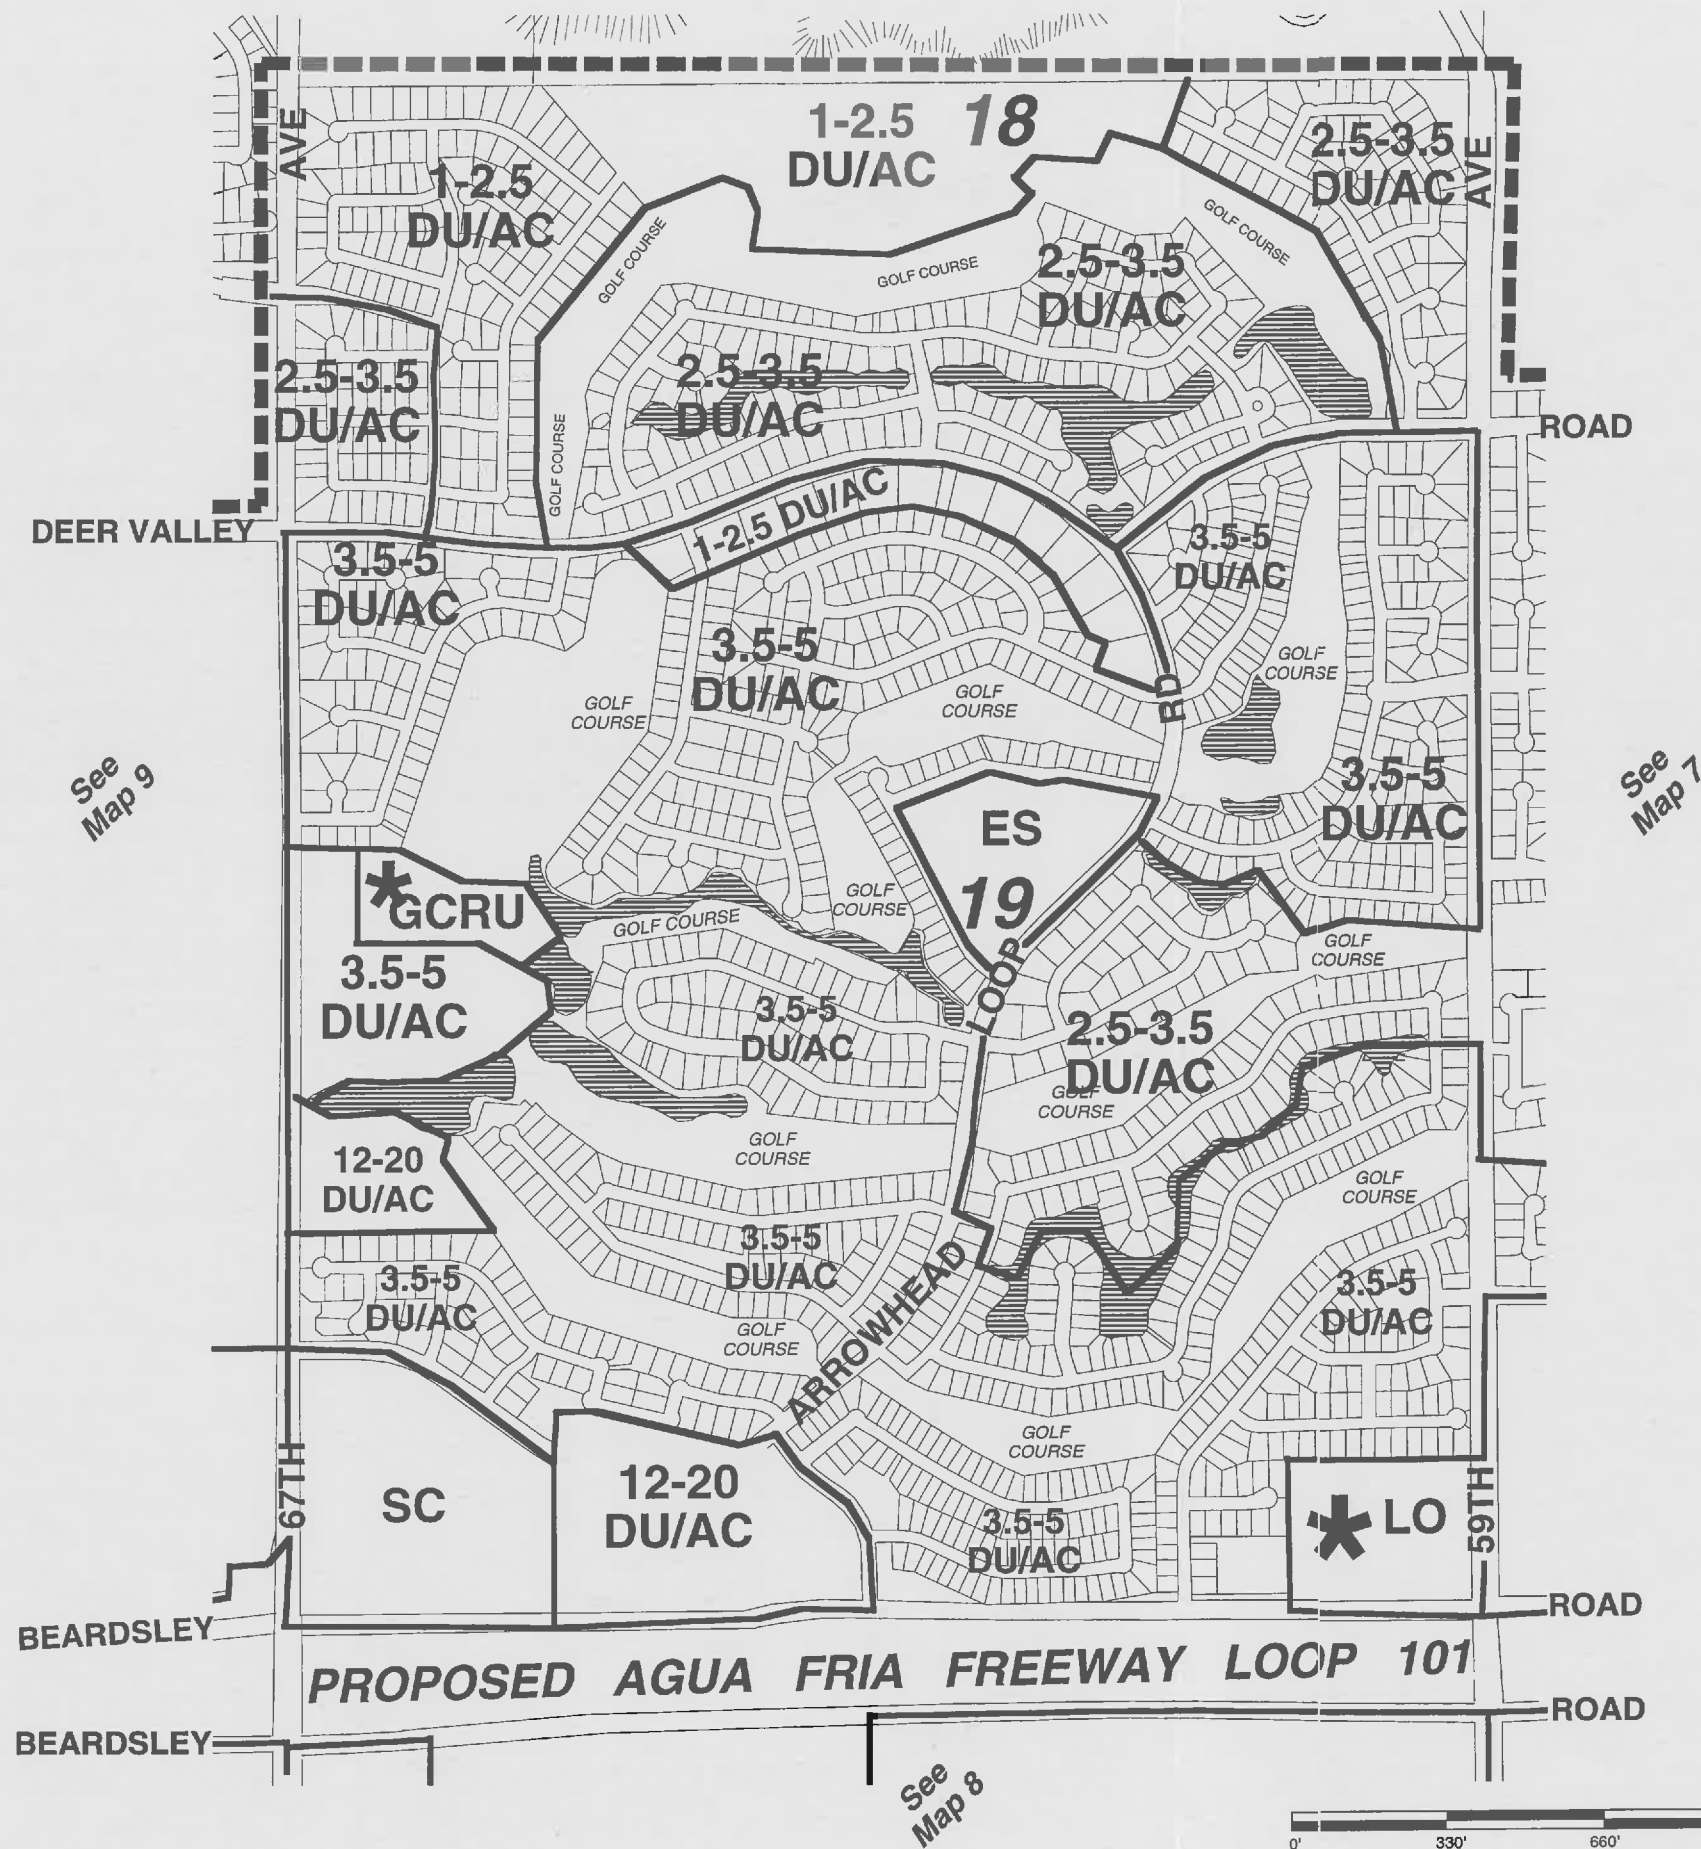 1-2.5
DU/AC
18
AVE
2.5-3.5
DU/AC
AVE
1-2.5
DU/AC
GOLF COURSE
GOLF COURSE
GOLF COURSE
2.5-3.5
DU/AC
2.5-3.5
DU/AC
2.5-3.5
DU/AC
GOLF COURSE
ROAD
1-2.5 DU/AC
DEER VALLEY
3.5-5
DU/AC
3.5-5
DU/AC
3.5-5
DU/AC
GOLF
COURSE
GOLF
COURSE
GOLF
COURSE
RD
See
Map 9
See
Map 7
3.5-5
DU/AC
ES
19
*
GCRU
GOLF
COURSE
GOLF COURSE
GOLF
COURSE
LOOP
3.5-5
DU/AC
3.5-5
DU/AC
2.5-3.5
DU/AC
GOLF
COURSE
GOLF
COURSE
12-20
DU/AC
GOLF
COURSE
3.5-5
DU/AC
3.5-5
DU/AC
3.5-5
DU/AC
GOLF
COURSE
ARROWHEAD
GOLF
COURSE
67TH
SC
12-20
DU/AC
3.5-5
DU/AC
* LO
59TH
BEARDSLEY
ROAD
PROPOSED AGUA FRIA FREEWAY LOOP 101
BEARDSLEY
ROAD
See
Map 8
0' 330' 660'